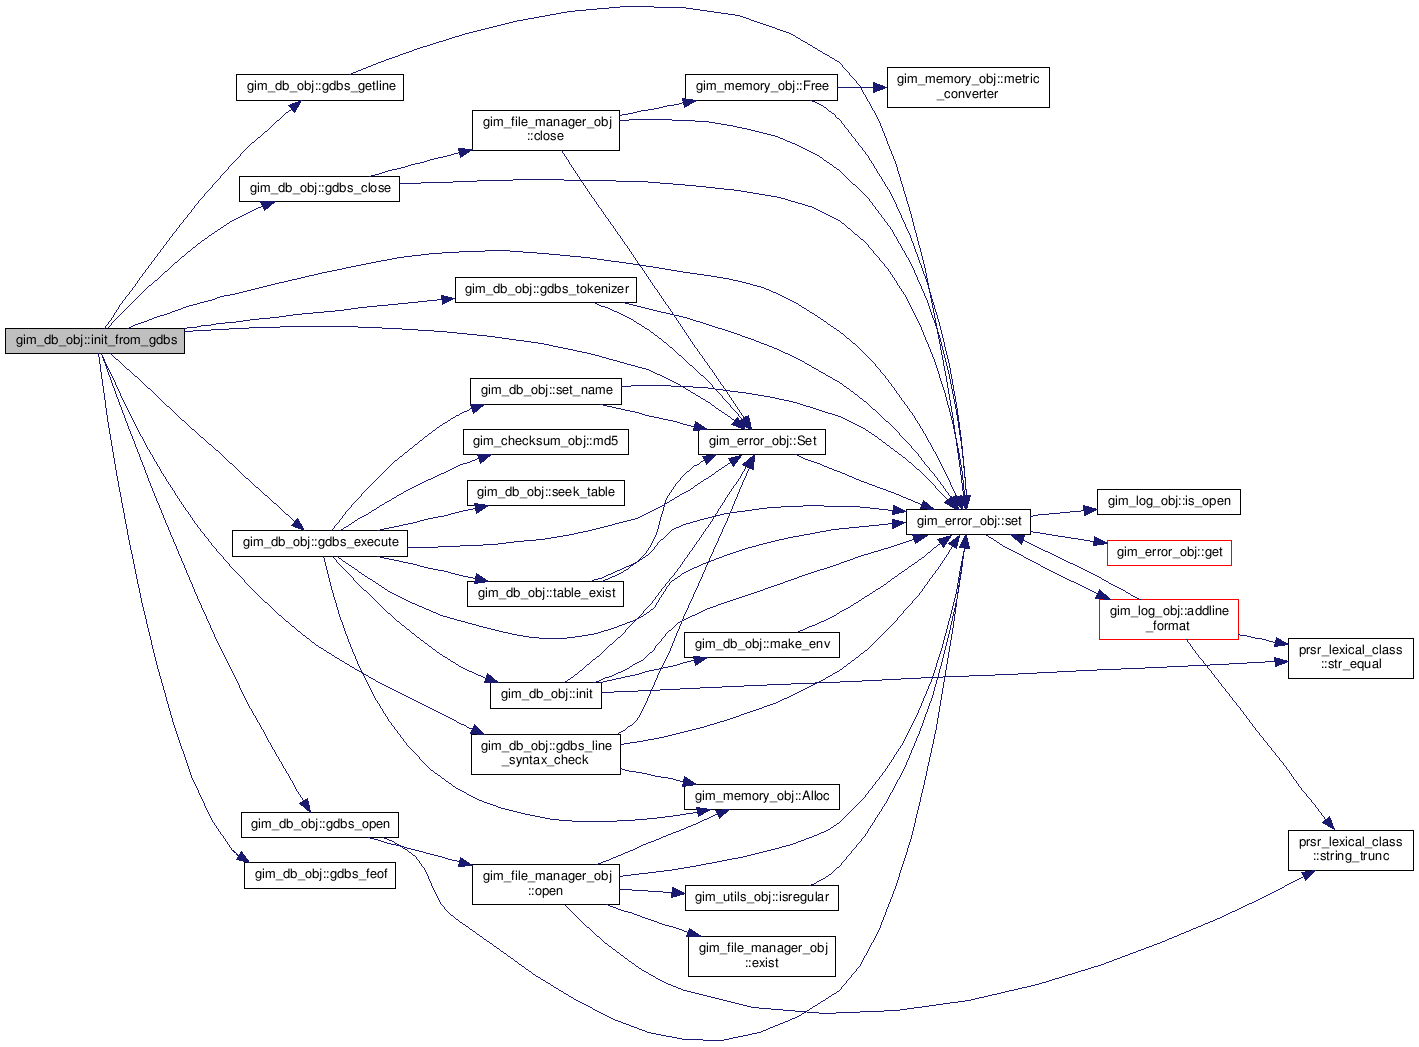 gim_db_obj::init_from_gdbs
gim_db_obj::gdbs_getline
gim_db_obj::gdbs_close
gim_file_manager_obj
::close
gim_memory_obj::Free
gim_memory_obj::metric
_converter
gim_db_obj::gdbs_tokenizer
gim_db_obj::set_name
gim_checksum_obj::md5
gim_db_obj::seek_table
gim_db_obj::gdbs_execute
gim_db_obj::table_exist
gim_db_obj::init
gim_db_obj::gdbs_line
_syntax_check
gim_db_obj::gdbs_open
gim_db_obj::gdbs_feof
gim_file_manager_obj
::open
gim_error_obj::Set
gim_db_obj::make_env
gim_memory_obj::Alloc
gim_utils_obj::isregular
gim_file_manager_obj
::exist
gim_error_obj::set
gim_log_obj::is_open
gim_error_obj::get
gim_log_obj::addline
_format
prsr_lexical_class
::str_equal
prsr_lexical_class
::string_trunc